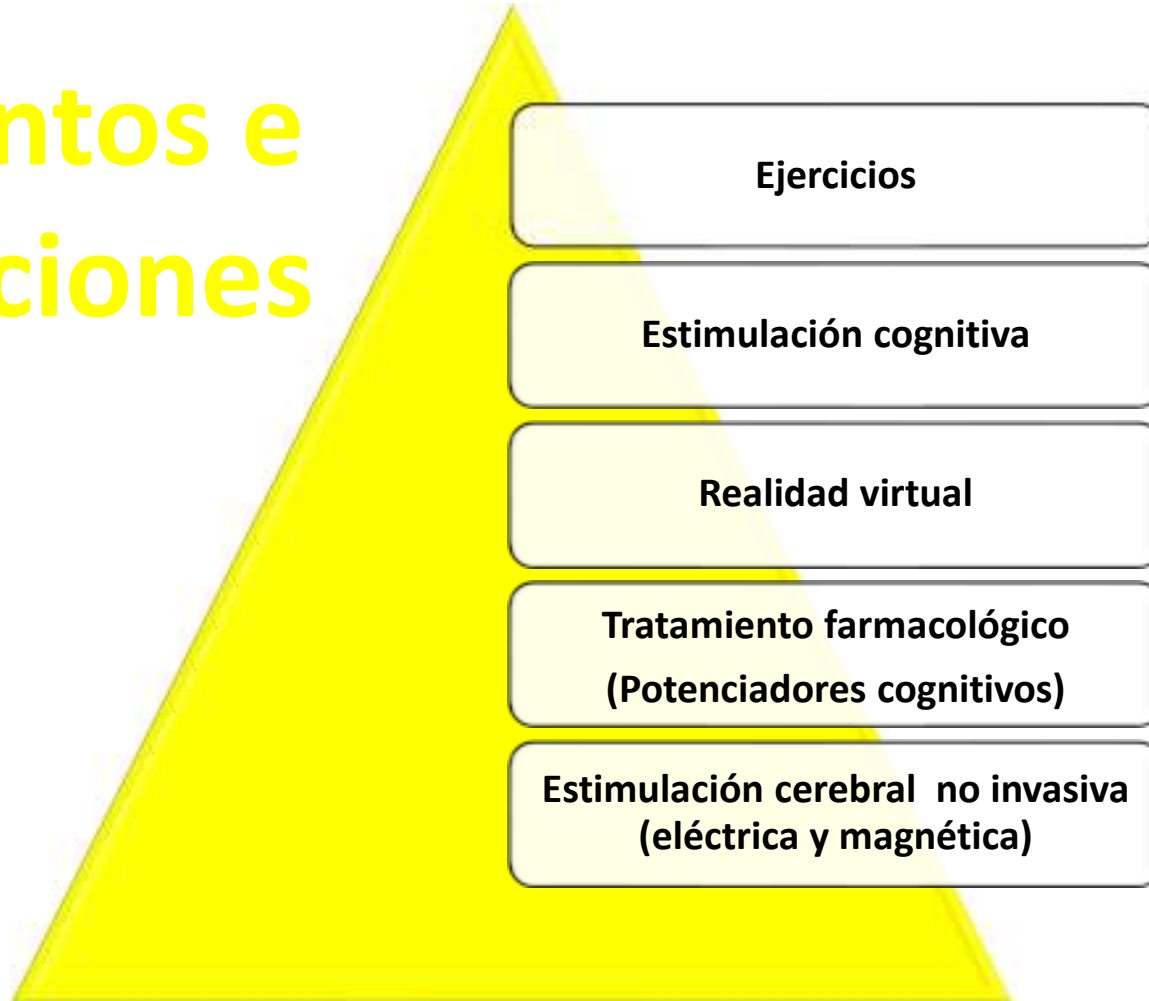 ntos e
ciones
Ejercicios
Estimulación cognitiva
Realidad virtual
Tratamiento farmacológico
(Potenciadores cognitivos)
Estimulación cerebral no invasiva
(eléctrica y magnética)